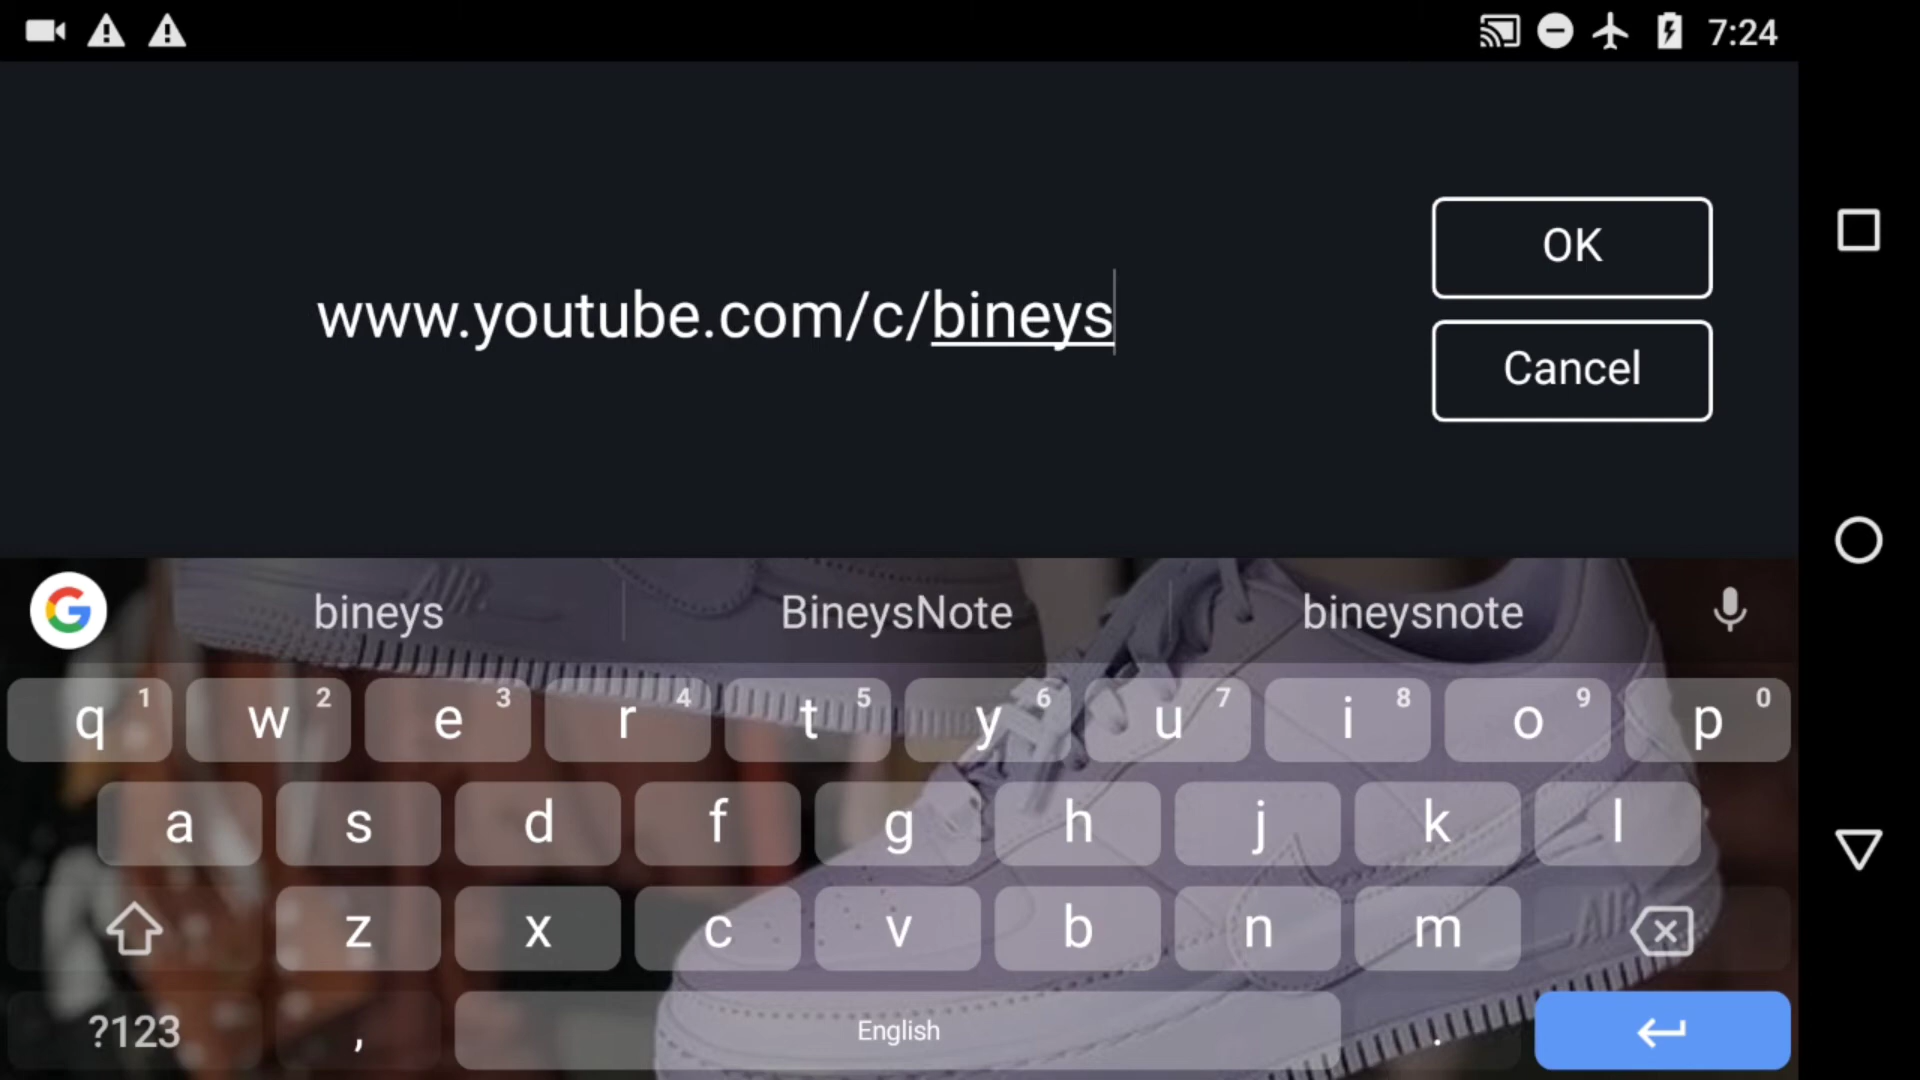 7:24
www.youtube.com/c/bineys
OK
Cancel
bineys BineysNote bineysnote
q 1 w 2 e 3 r 4 t 5 y 6 u 7 i 8 o 9 p 0
a s d f g h j k l
z x c v b n m
?123 , English .